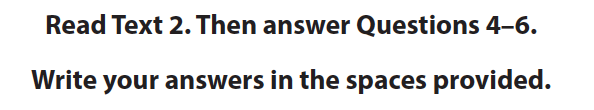 Read Text 2. Then answer Questions 4–6.
Write your answers in the spaces provided.